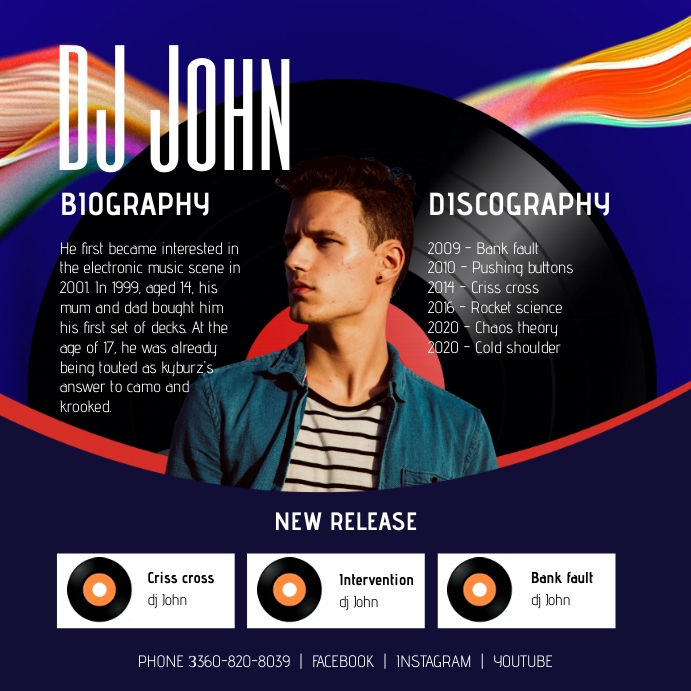 DJ JOHN
BIOGRAPHY
He first became interested in
the electronic music scene in
2001. In 1999, aged 14, his
mum and dad bought him
his first set of decks. At the
age of 17, he was already
being touted as kyburz's
answer to camo and
krooked.
DISCOGRAPHY
2009 - Bank fault
2010 - Pushing buttons
2014 - Criss cross
2016 - Rocket science
2020 - Chaos theory
2020 - Cold shoulder
NEW RELEASE
Criss cross
dj John
Intervention
dj John
Bank fault
dj John
PHONE 3360-820-8039 | FACEBOOK | INSTAGRAM | YOUTUBE